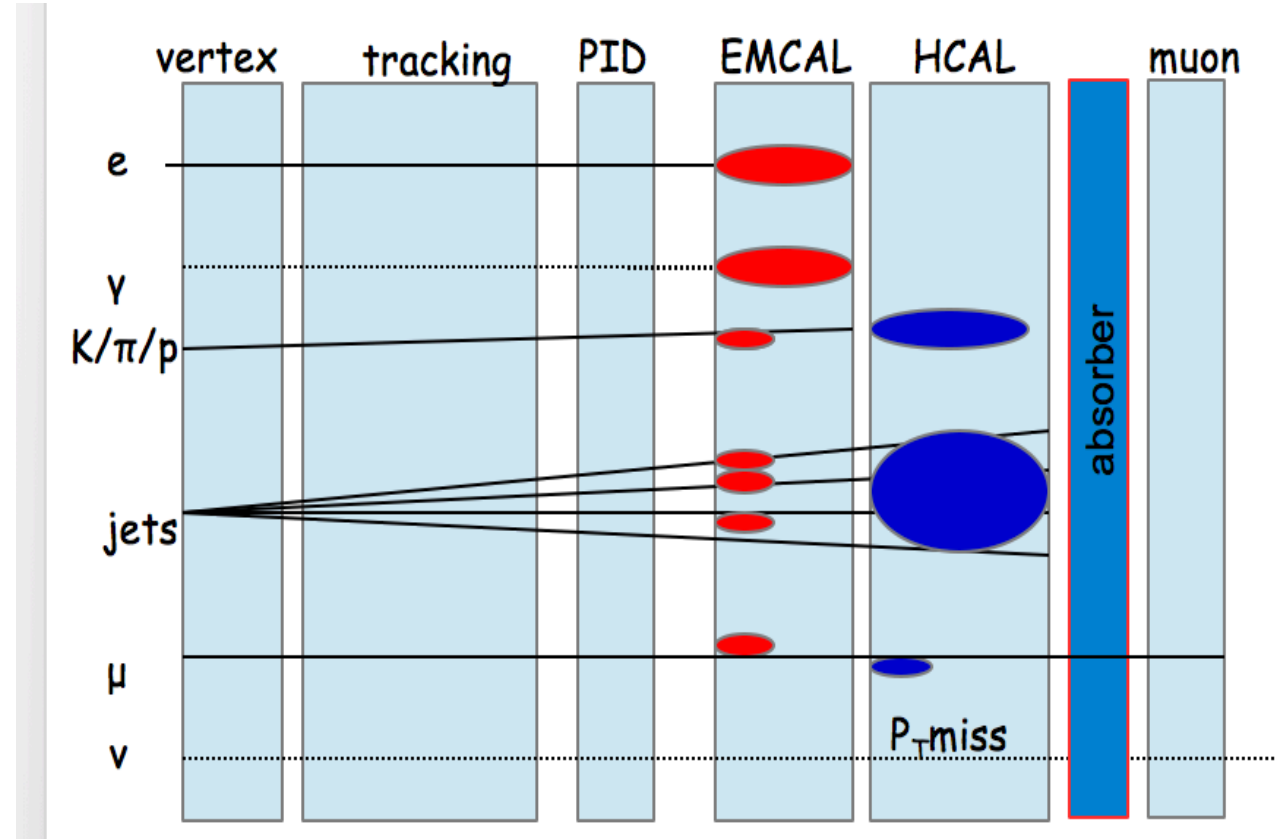 vertex tracking PID EMCAL HCAL muon
e
γ
K/π/p
jets
μ
ν
PTmiss
absorber